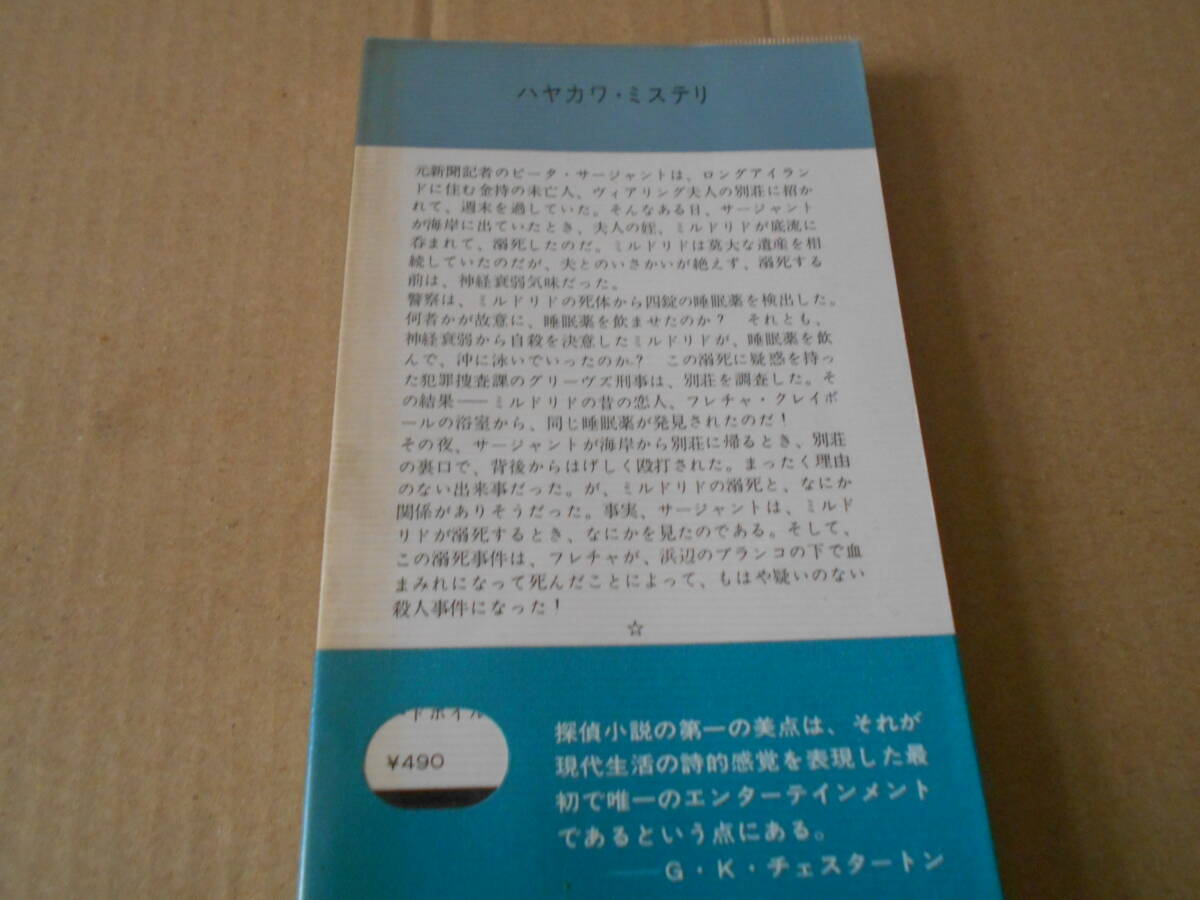 ハヤカワ・ミステリ
元新聞記者のピータ・サージャントは、ロングアイラン
ドに住む金持の未亡人、ヴィアリング夫人の別荘に招か
れて、週末を過していた。そんなある日、サージャント
が海岸に出ていたとき、夫人の姪、ミルドリドが底流に
呑まれて、溺死したのだ。ミルドリドは莫大な遺産を相
続していたのだが、夫とのいさかいが絶えず、溺死する
前は、神経衰弱気味だった。
警察は、ミルドリドの死体から四錠の睡眠薬を検出した。
何者かが故意に、睡眠薬を飲ませたのか？　それとも、
神経衰弱から自殺を決意したミルドリドが、睡眠薬を飲
んで、沖に泳いでいったのか？　この溺死に疑惑を持っ
た犯罪捜査課のグリーヴズ刑事は、別荘を調査した。そ
の結果――ミルドリドの昔の恋人、フレチャ・クレイボ
ールの浴室から、同じ睡眠薬が発見されたのだ！
その夜、サージャントが海岸から別荘に帰るとき、別荘
の裏口で、背後からはげしく殴打された。まったく理由
のない出来事だった。が、ミルドリドの溺死と、なにか
関係がありそうだった。事実、サージャントは、ミルド
リドが溺死するとき、なにかを見たのである。そして、
この溺死事件は、フレチャが、浜辺のブランコの下で血
まみれになって死んだことによって、もはや疑いのない
殺人事件になった！
☆
ードボイル
¥490
探偵小説の第一の美点は、それが
現代生活の詩的感覚を表現した最
初で唯一のエンターテインメント
であるという点にある。
――G・K・チェスタートン